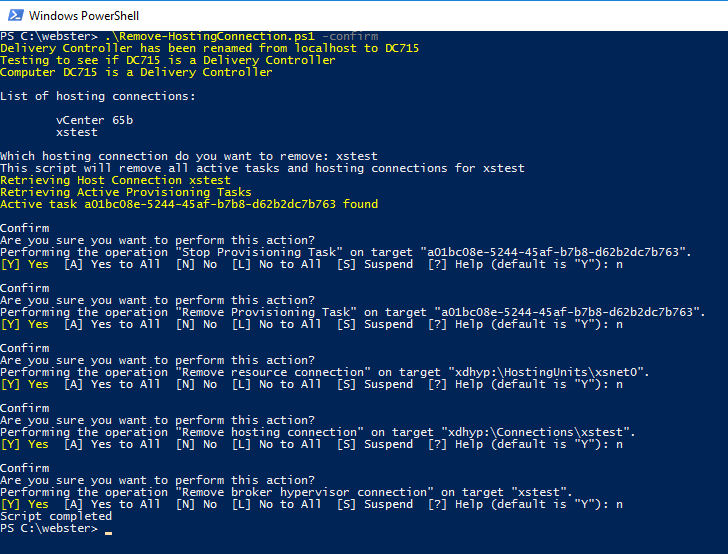 Windows PowerShell
PS C:\webster> .\Remove-HostingConnection.ps1 -confirm
Delivery Controller has been renamed from localhost to DC715
Testing to see if DC715 is a Delivery Controller
Computer DC715 is a Delivery Controller
List of hosting connections:
vCenter 65b
xstest
Which hosting connection do you want to remove: xstest
This script will remove all active tasks and hosting connections for xstest
Retrieving Host Connection xstest
Retrieving Active Provisioning Tasks
Active task a01bc08e-5244-45af-b7b8-d62b2dc7b763 found
Confirm
Are you sure you want to perform this action?
Performing the operation "Stop Provisioning Task" on target "a01bc08e-5244-45af-b7b8-d62b2dc7b763".
[Y] Yes  [A] Yes to All  [N] No  [L] No to All  [S] Suspend  [?] Help (default is "Y"): n
Confirm
Are you sure you want to perform this action?
Performing the operation "Remove Provisioning Task" on target "a01bc08e-5244-45af-b7b8-d62b2dc7b763".
[Y] Yes  [A] Yes to All  [N] No  [L] No to All  [S] Suspend  [?] Help (default is "Y"): n
Confirm
Are you sure you want to perform this action?
Performing the operation "Remove resource connection" on target "xdhyp:\HostingUnits\xsnet0".
[Y] Yes  [A] Yes to All  [N] No  [L] No to All  [S] Suspend  [?] Help (default is "Y"): n
Confirm
Are you sure you want to perform this action?
Performing the operation "Remove hosting connection" on target "xdhyp:\Connections\xstest".
[Y] Yes  [A] Yes to All  [N] No  [L] No to All  [S] Suspend  [?] Help (default is "Y"): n
Confirm
Are you sure you want to perform this action?
Performing the operation "Remove broker hypervisor connection" on target "xstest".
[Y] Yes  [A] Yes to All  [N] No  [L] No to All  [S] Suspend  [?] Help (default is "Y"): n
Script completed
PS C:\webster> _